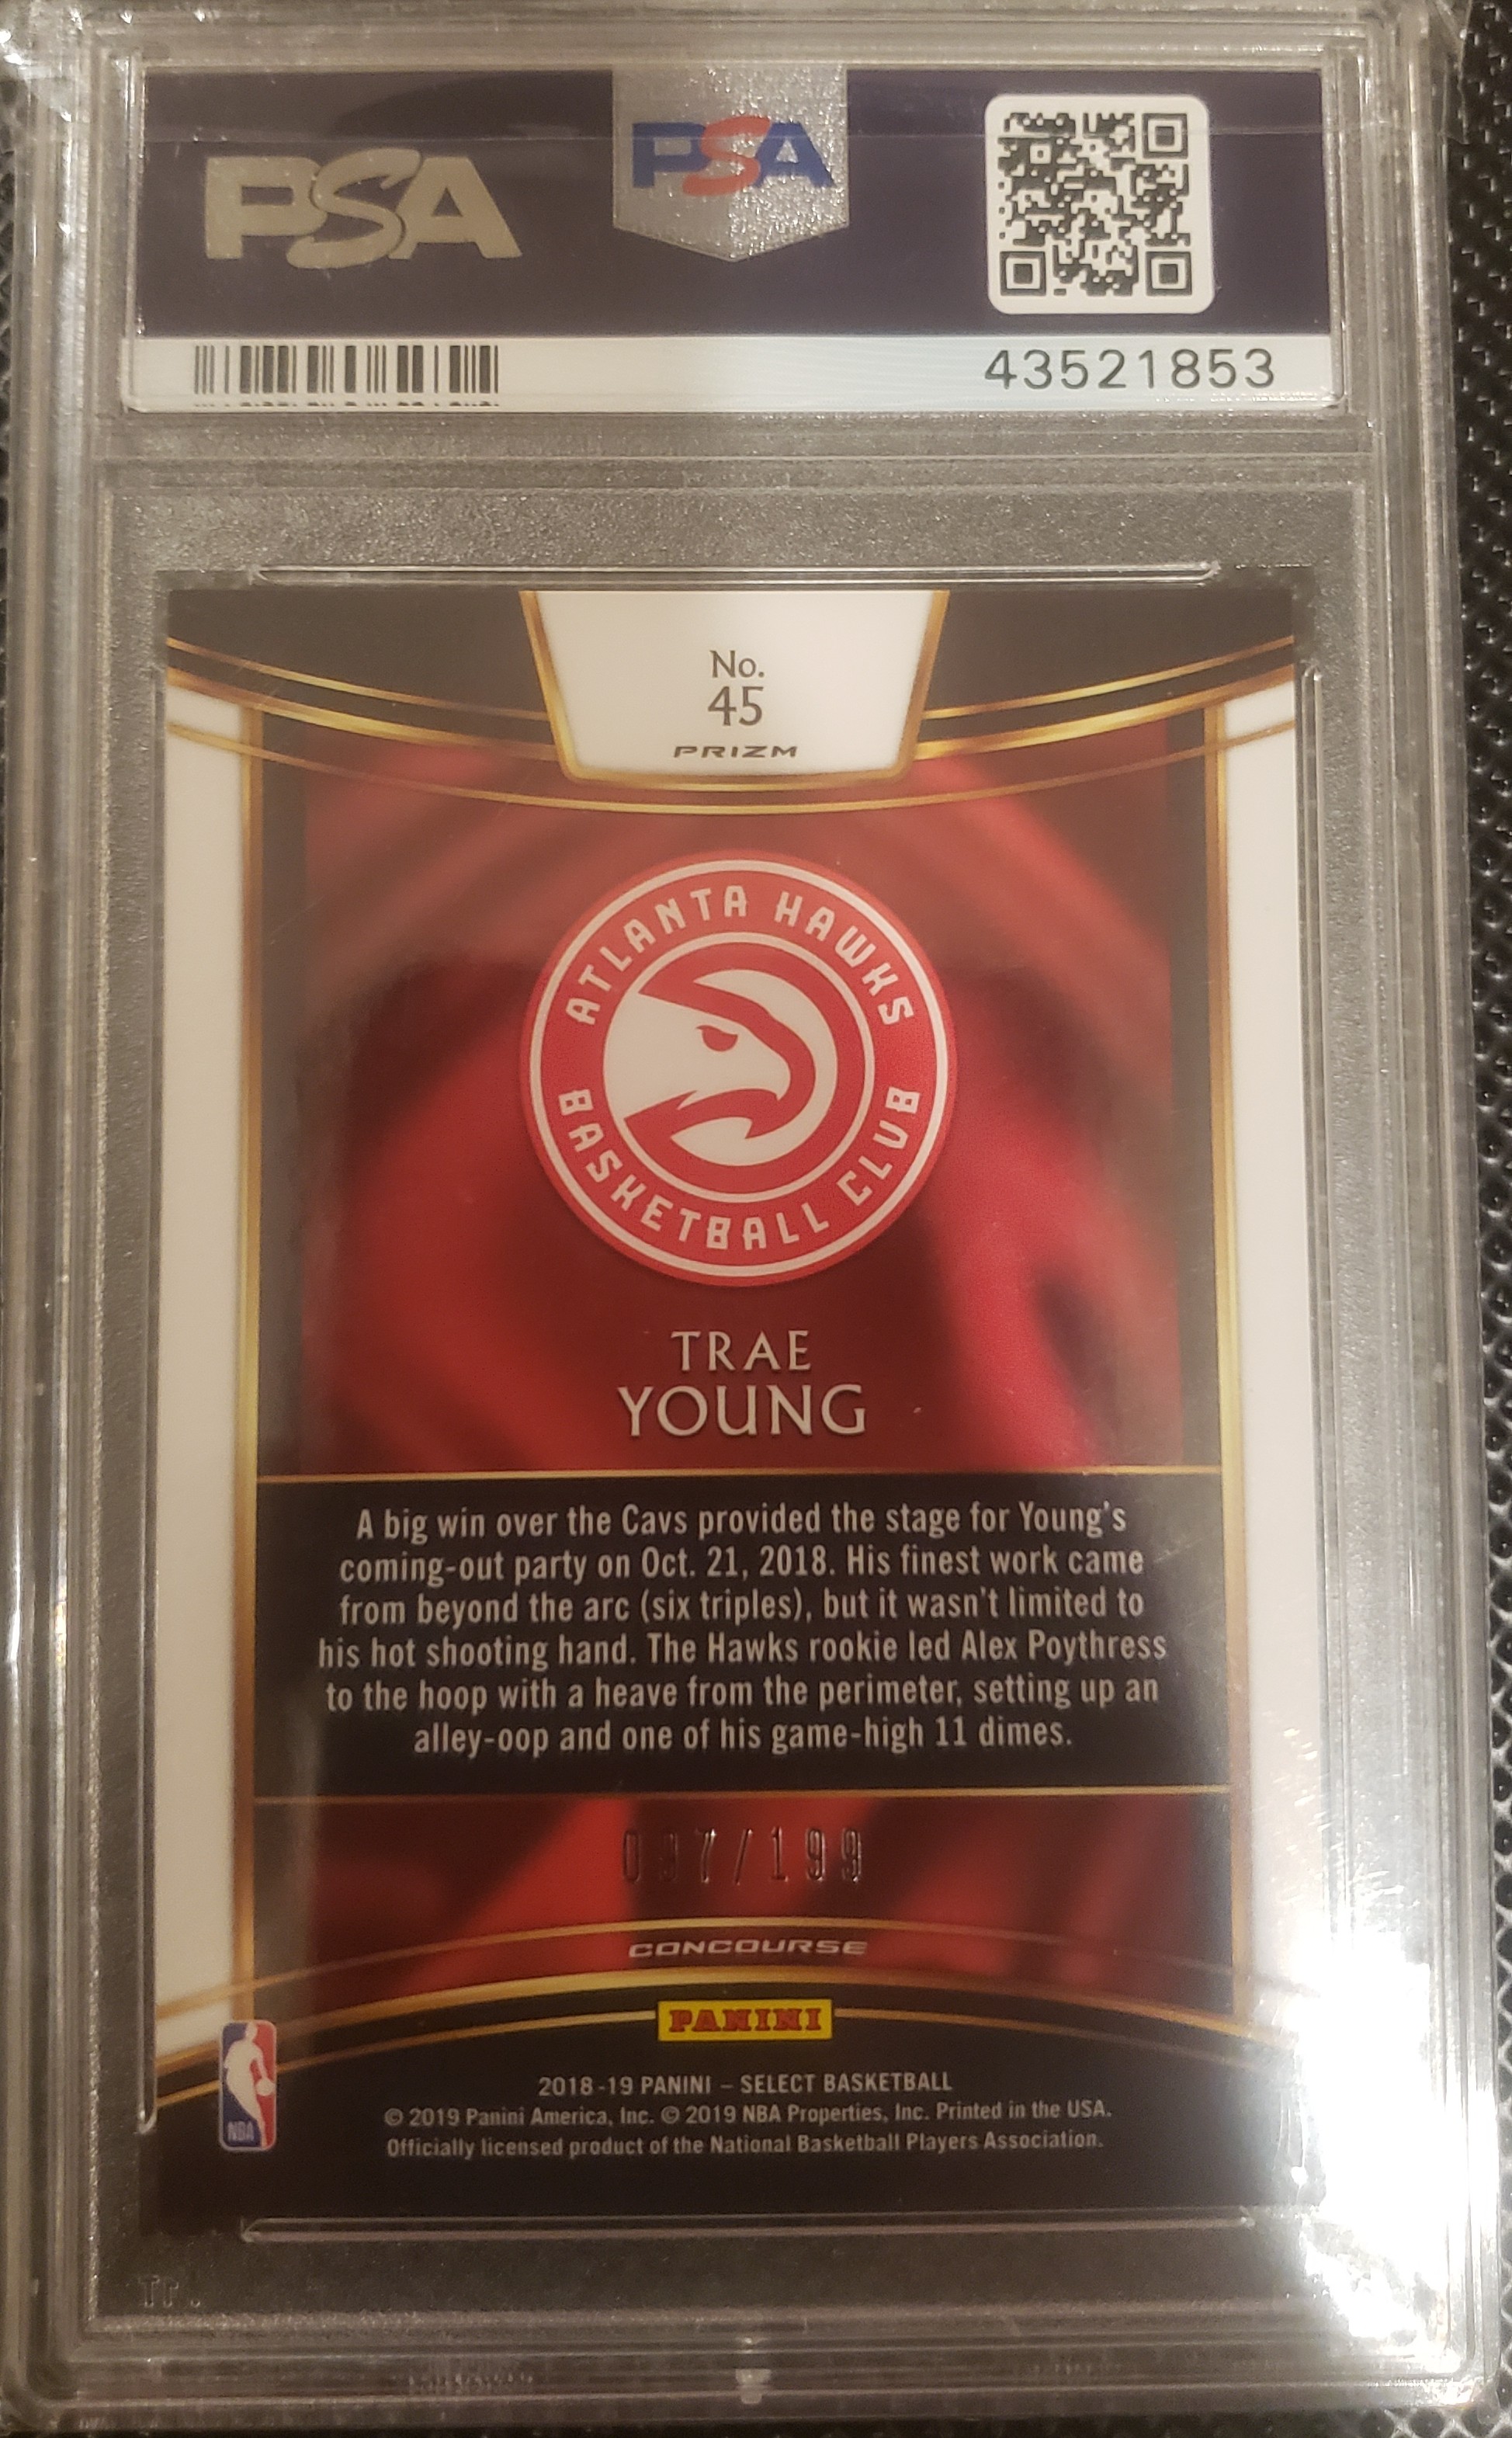 PSA
PSA
43521853
No.
45
PRIZM
ATLANTA HAWKS
BASKETBALL CLUB
TRAE
YOUNG
A big win over the Cavs provided the stage for Young's
coming-out party on Oct. 21, 2018. His finest work came
from beyond the arc (six triples), but it wasn't limited to
his hot shooting hand. The Hawks rookie led Alex Poythress
to the hoop with a heave from the perimeter, setting up an
alley-oop and one of his game-high 11 dimes.
CONCOURSE
PANINI
NBA
2018-19 PANINI – SELECT BASKETBALL
© 2019 Panini America, Inc. © 2019 NBA Properties, Inc. Printed in the USA.
Officially licensed product of the National Basketball Players Association.